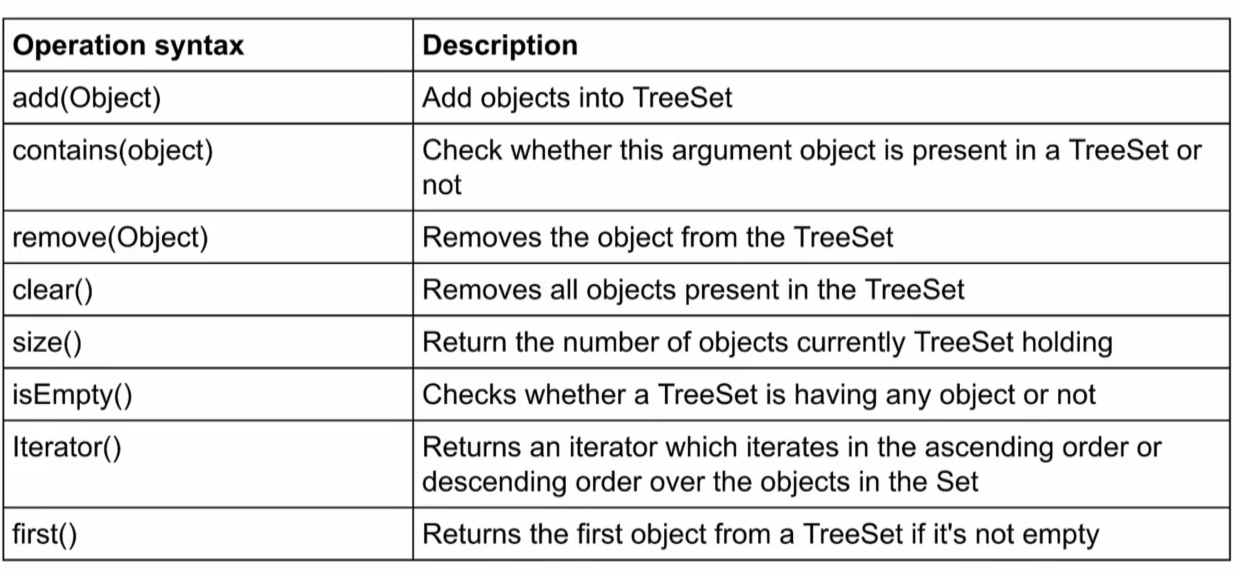 Operation syntax
Description
add(Object)
Add objects into TreeSet
contains(object)
Check whether this argument object is present in a TreeSet or
not
remove(Object)
Removes the object from the TreeSet
clear()
Removes all objects present in the TreeSet
size()
Return the number of objects currently TreeSet holding
isEmpty()
Checks whether a TreeSet is having any object or not
Iterator()
Returns an iterator which iterates in the ascending order or
descending order over the objects in the Set
first()
Returns the first object from a TreeSet if it's not empty